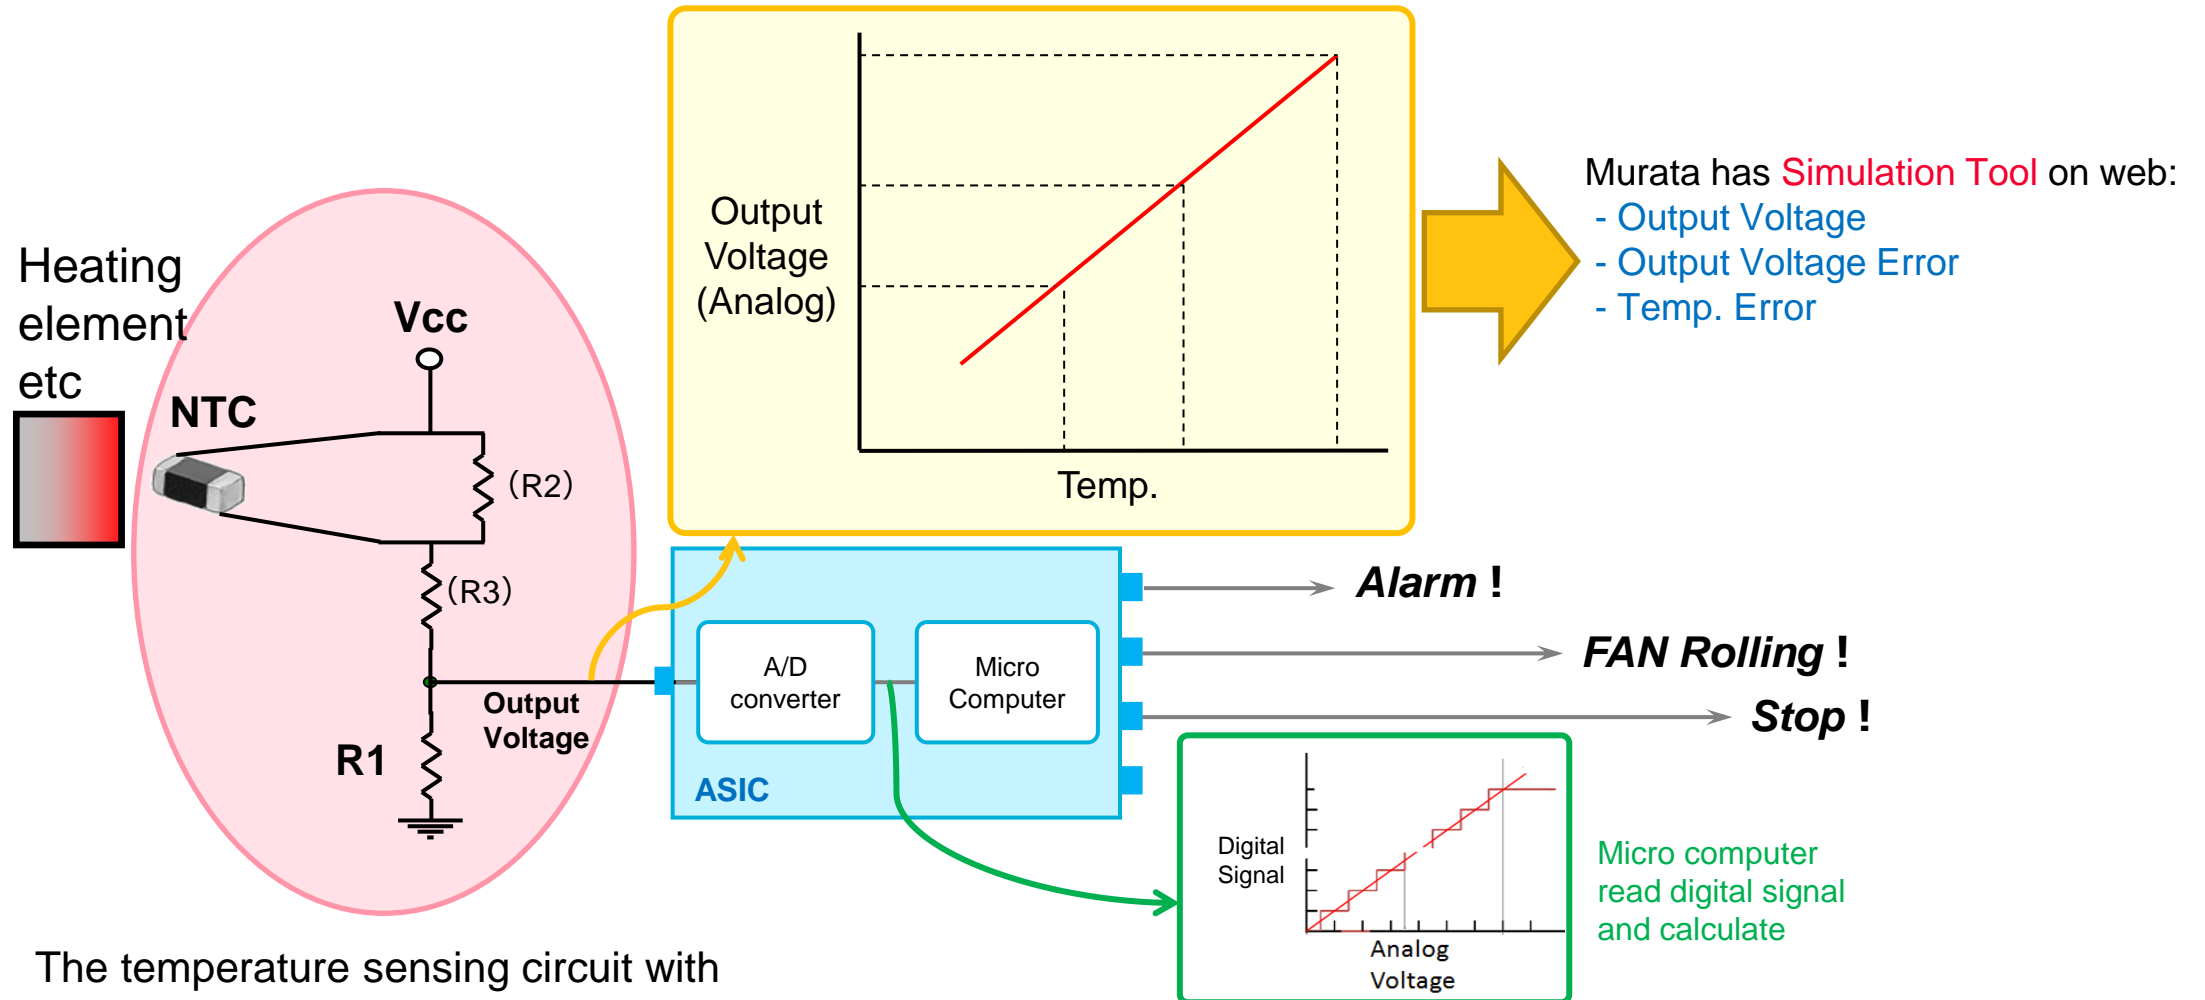 Output
Voltage
(Analog)
Temp.
Murata has Simulation Tool on web:
- Output Voltage
- Output Voltage Error
- Temp. Error
Heating
element
etc
Vcc
NTC
(R2)
(R3)
Output
Voltage
R1
A/D
converter
Micro
Computer
ASIC
Alarm !
FAN Rolling !
Stop !
Digital
Signal
Analog
Voltage
Micro computer
read digital signal
and calculate
The temperature sensing circuit with